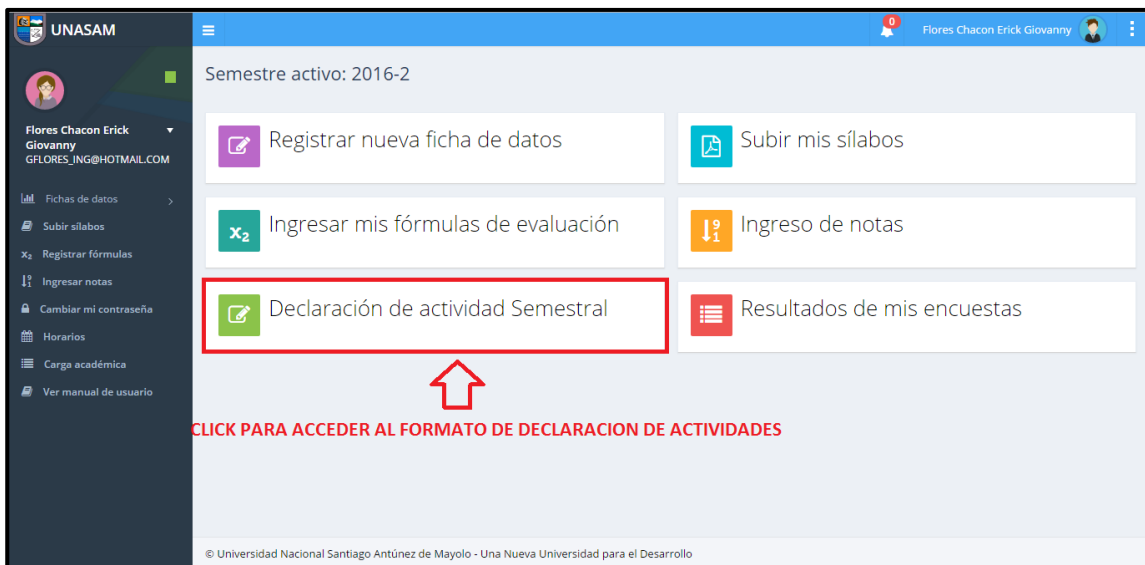 UNASAM
0
Flores Chacon Erick Giovanny
Flores Chacon Erick
Giovanny
GFLORES_ING@HOTMAIL.COM
Fichas de datos
Subir sílabos
x₂ Registrar fórmulas
Ingresar notas
Cambiar mi contraseña
Horarios
Carga académica
Ver manual de usuario
Semestre activo: 2016-2
Registrar nueva ficha de datos
Subir mis sílabos
x₂ Ingresar mis fórmulas de evaluación
Ingreso de notas
Declaración de actividad Semestral
Resultados de mis encuestas
CLICK PARA ACCEDER AL FORMATO DE DECLARACION DE ACTIVIDADES
© Universidad Nacional Santiago Antúnez de Mayolo - Una Nueva Universidad para el Desarrollo